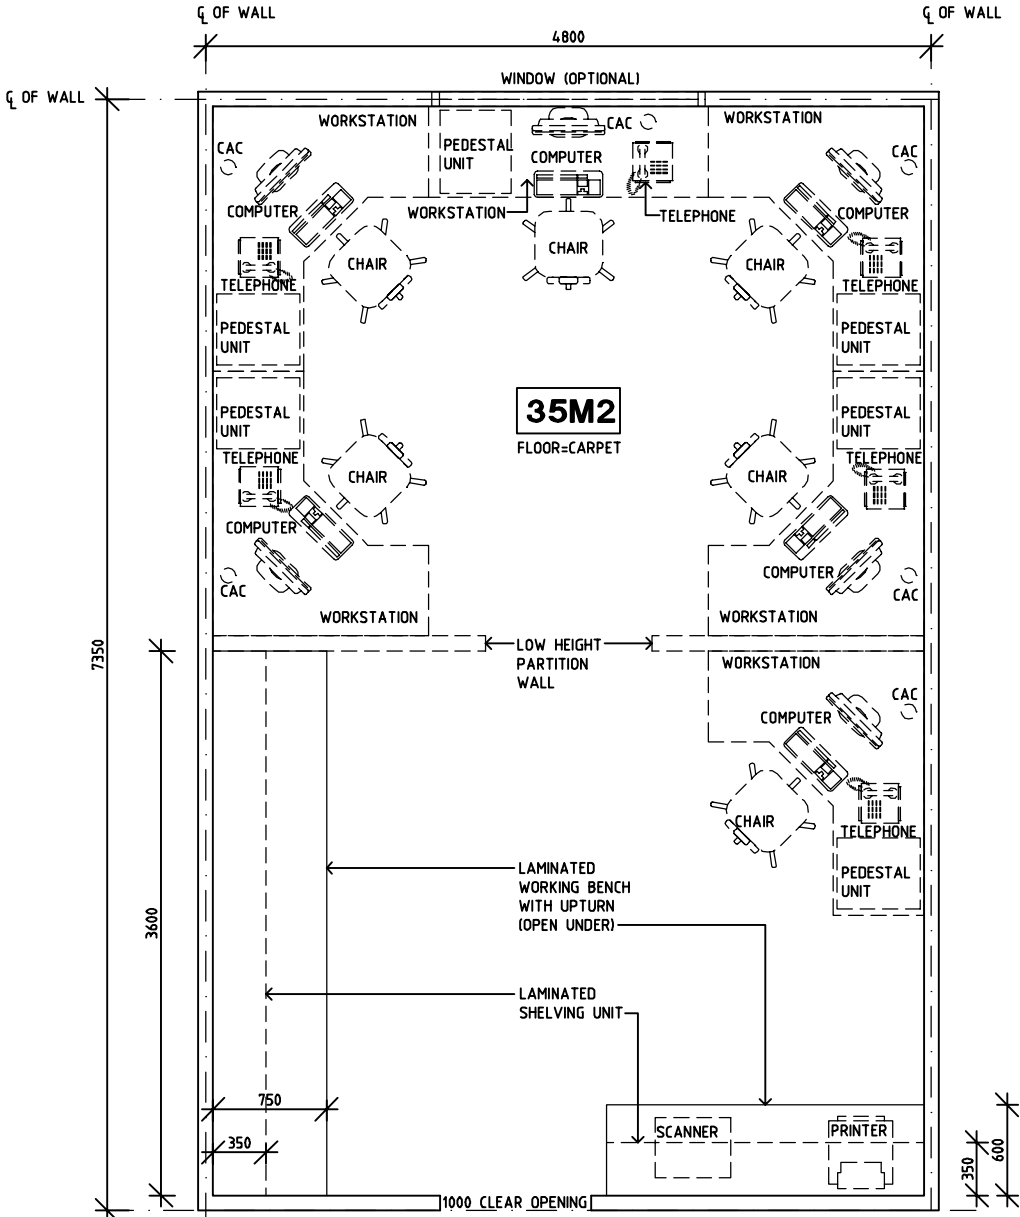 ℄ OF WALL
℄ OF WALL
4800
WINDOW (OPTIONAL)
℄ OF WALL
WORKSTATION
CAC
WORKSTATION
CAC
PEDESTAL
UNIT
COMPUTER
CAC
COMPUTER
WORKSTATION
TELEPHONE
COMPUTER
CHAIR
CHAIR
CHAIR
TELEPHONE
TELEPHONE
PEDESTAL
UNIT
PEDESTAL
UNIT
35M2
FLOOR=CARPET
PEDESTAL
UNIT
PEDESTAL
UNIT
TELEPHONE
TELEPHONE
CHAIR
CHAIR
COMPUTER
COMPUTER
CAC
CAC
WORKSTATION
WORKSTATION
LOW HEIGHT
PARTITION
WALL
7350
WORKSTATION
CAC
COMPUTER
CHAIR
TELEPHONE
PEDESTAL
UNIT
LAMINATED
WORKING BENCH
WITH UPTURN
(OPEN UNDER)
3600
LAMINATED
SHELVING UNIT
750
350
SCANNER
PRINTER
350
600
1000 CLEAR OPENING